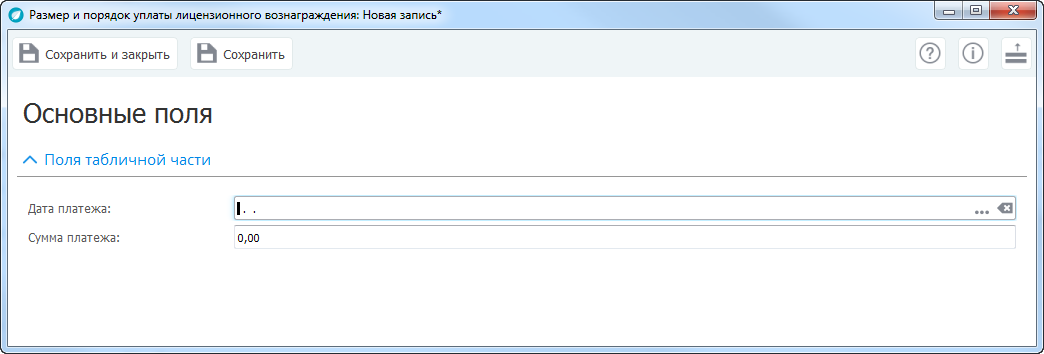 Размер и порядок уплаты лицензионного вознаграждения: Новая запись*
Сохранить и закрыть Сохранить
Основные поля
Поля табличной части
Дата платежа: . .
Сумма платежа: 0,00